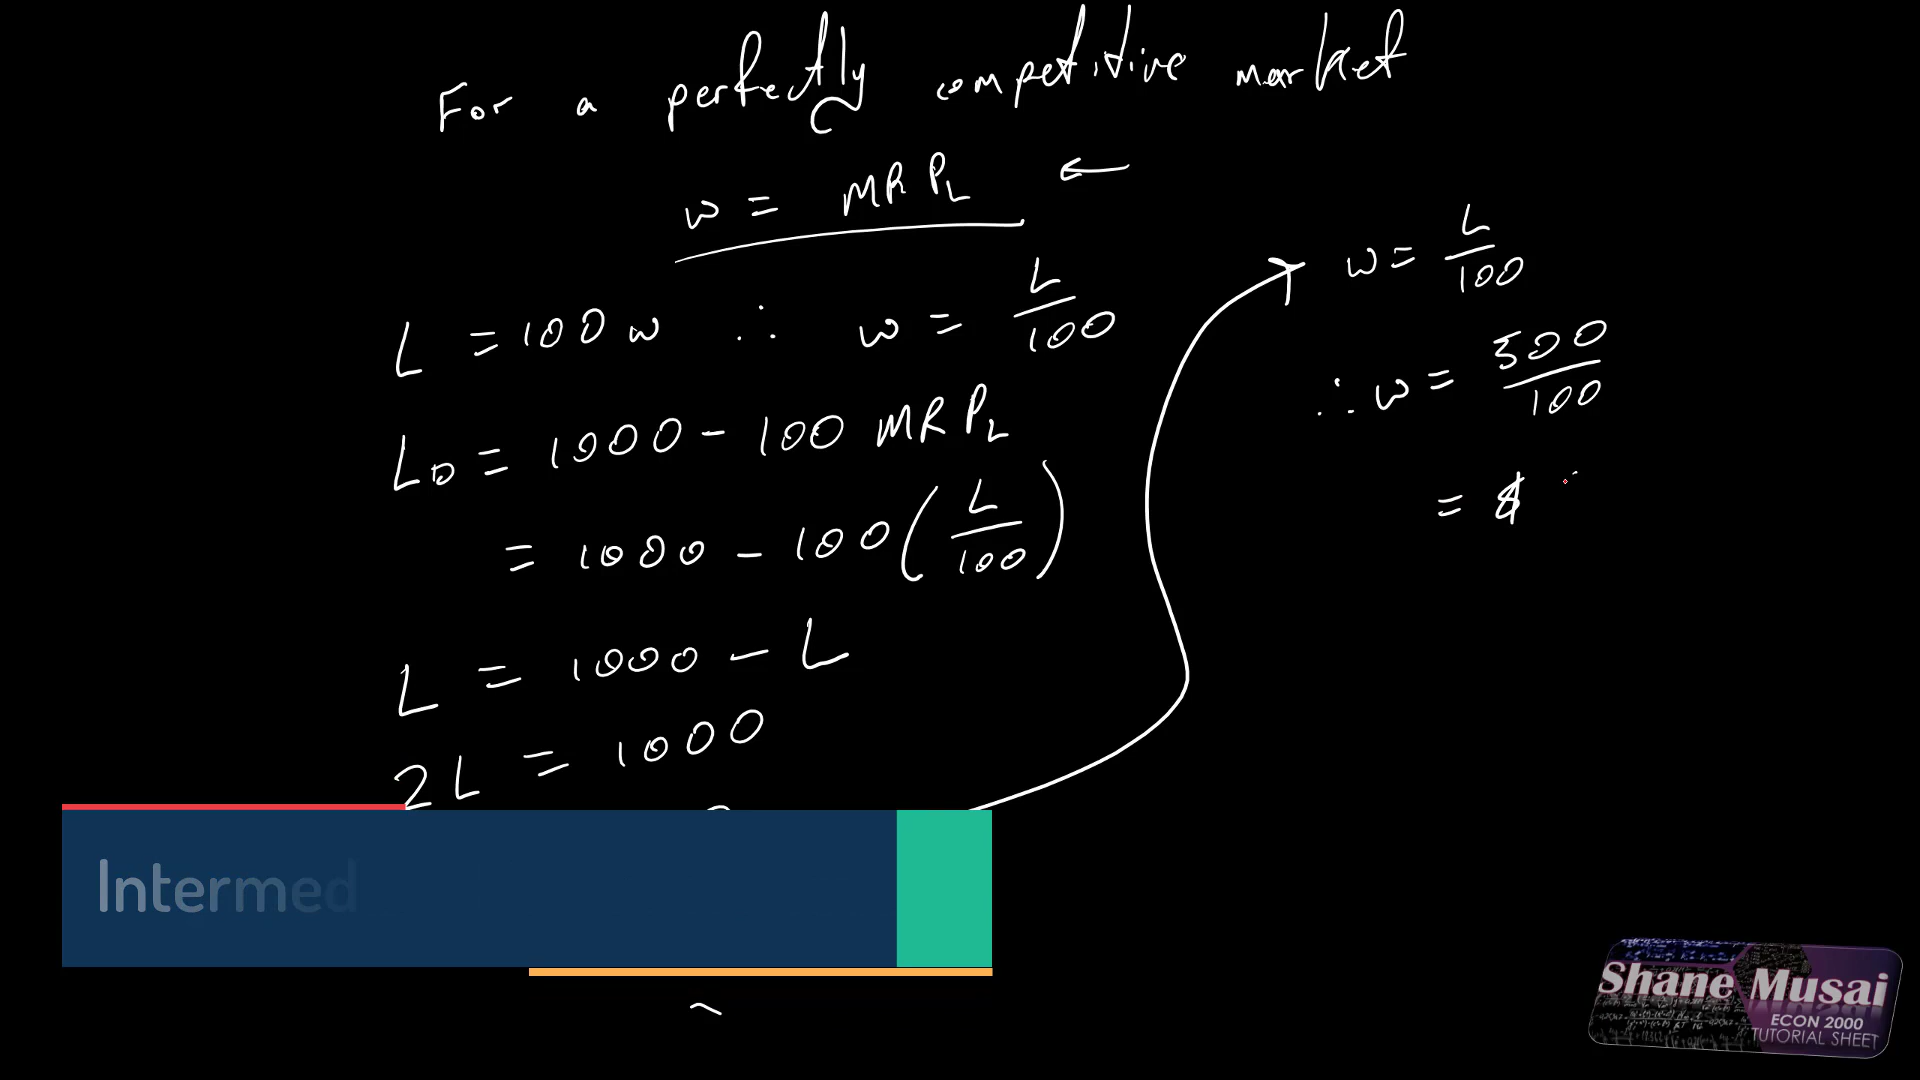 For a perfectly competitive market
w = MRP_L ←
L = 100w ∴ w = L/100
L_D = 1000 - 100 MRP_L
= 1000 - 100(L/100)
L = 1000 - L
2L = 1000
w = L/100
∴ w = 500/100
= $
Intermed
Shane Musai
ECON 2000
TUTORIAL SHEET